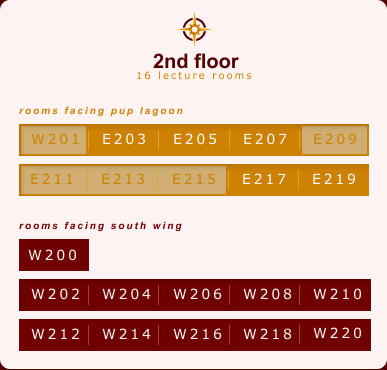 2nd floor
16 lecture rooms
rooms facing pup lagoon
W201 E203 E205 E207 E209
E211 E213 E215 E217 E219
rooms facing south wing
W200
W202 W204 W206 W208 W210
W212 W214 W216 W218 W220